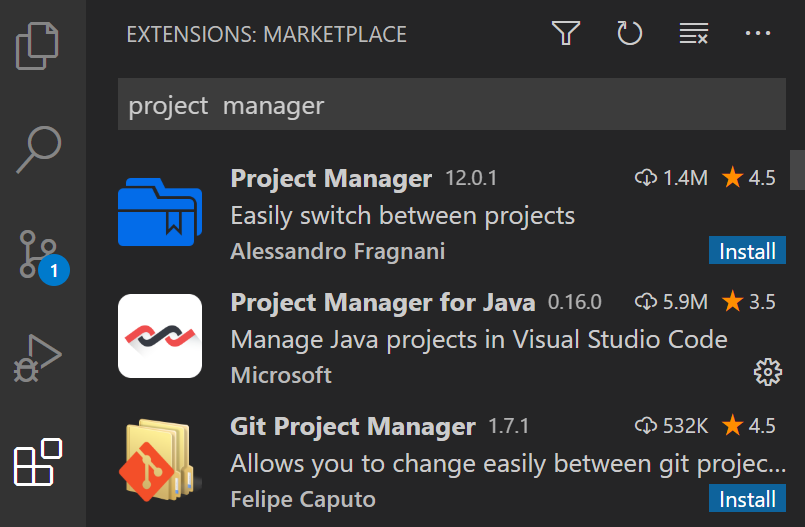 EXTENSIONS: MARKETPLACE
project manager
Project Manager 12.0.1 1.4M 4.5
Easily switch between projects
Alessandro Fragnani Install
1
Project Manager for Java 0.16.0 5.9M 3.5
Manage Java projects in Visual Studio Code
Microsoft
Git Project Manager 1.7.1 532K 4.5
Allows you to change easily between git projec...
Felipe Caputo Install